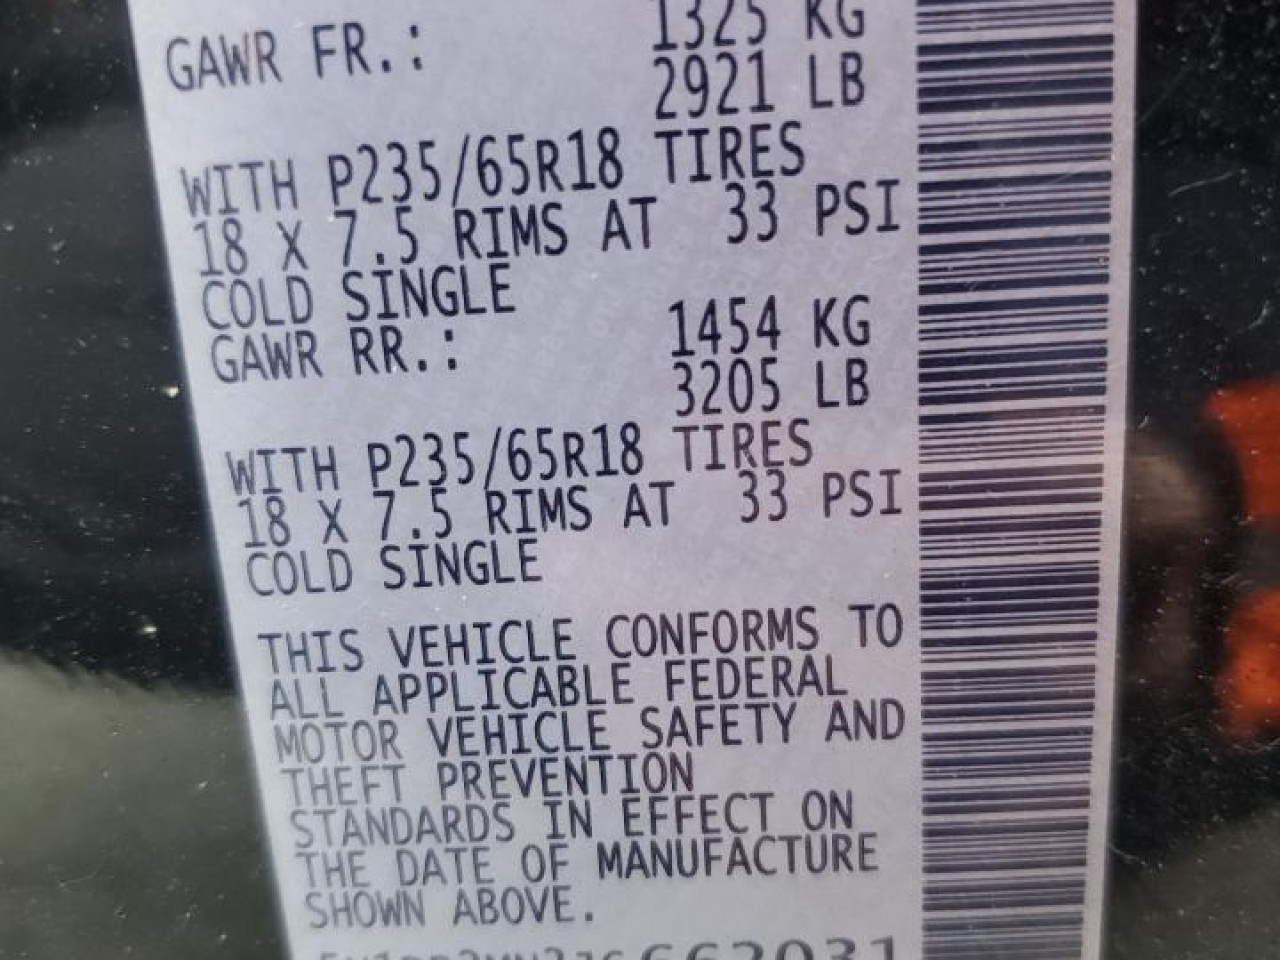 GAWR FR.: 1325 KG
2921 LB
WITH P235/65R18 TIRES
18 X 7.5 RIMS AT 33 PSI
COLD SINGLE
GAWR RR.: 1454 KG
3205 LB
WITH P235/65R18 TIRES
18 X 7.5 RIMS AT 33 PSI
COLD SINGLE
THIS VEHICLE CONFORMS TO
ALL APPLICABLE FEDERAL
MOTOR VEHICLE SAFETY AND
THEFT PREVENTION
STANDARDS IN EFFECT ON
THE DATE OF MANUFACTURE
SHOWN ABOVE.